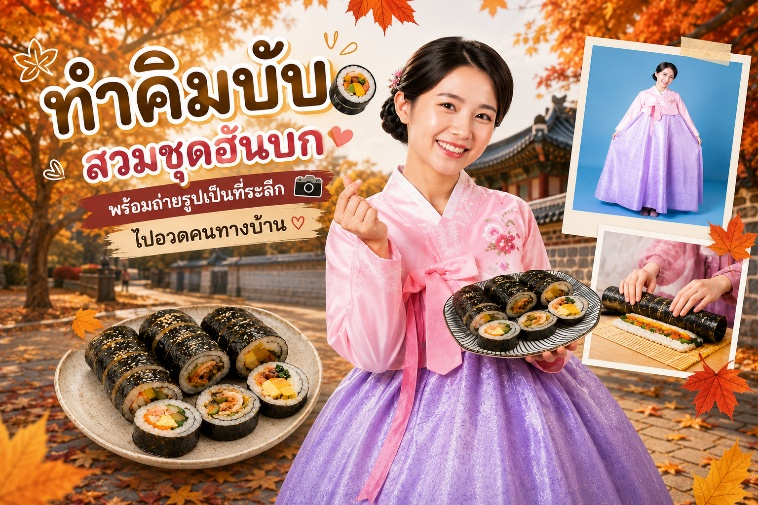 ทำคิมบับ
สวมชุดฮันบก
พร้อมถ่ายรูปเป็นที่ระลึก
ไปอวดคนทางบ้าน